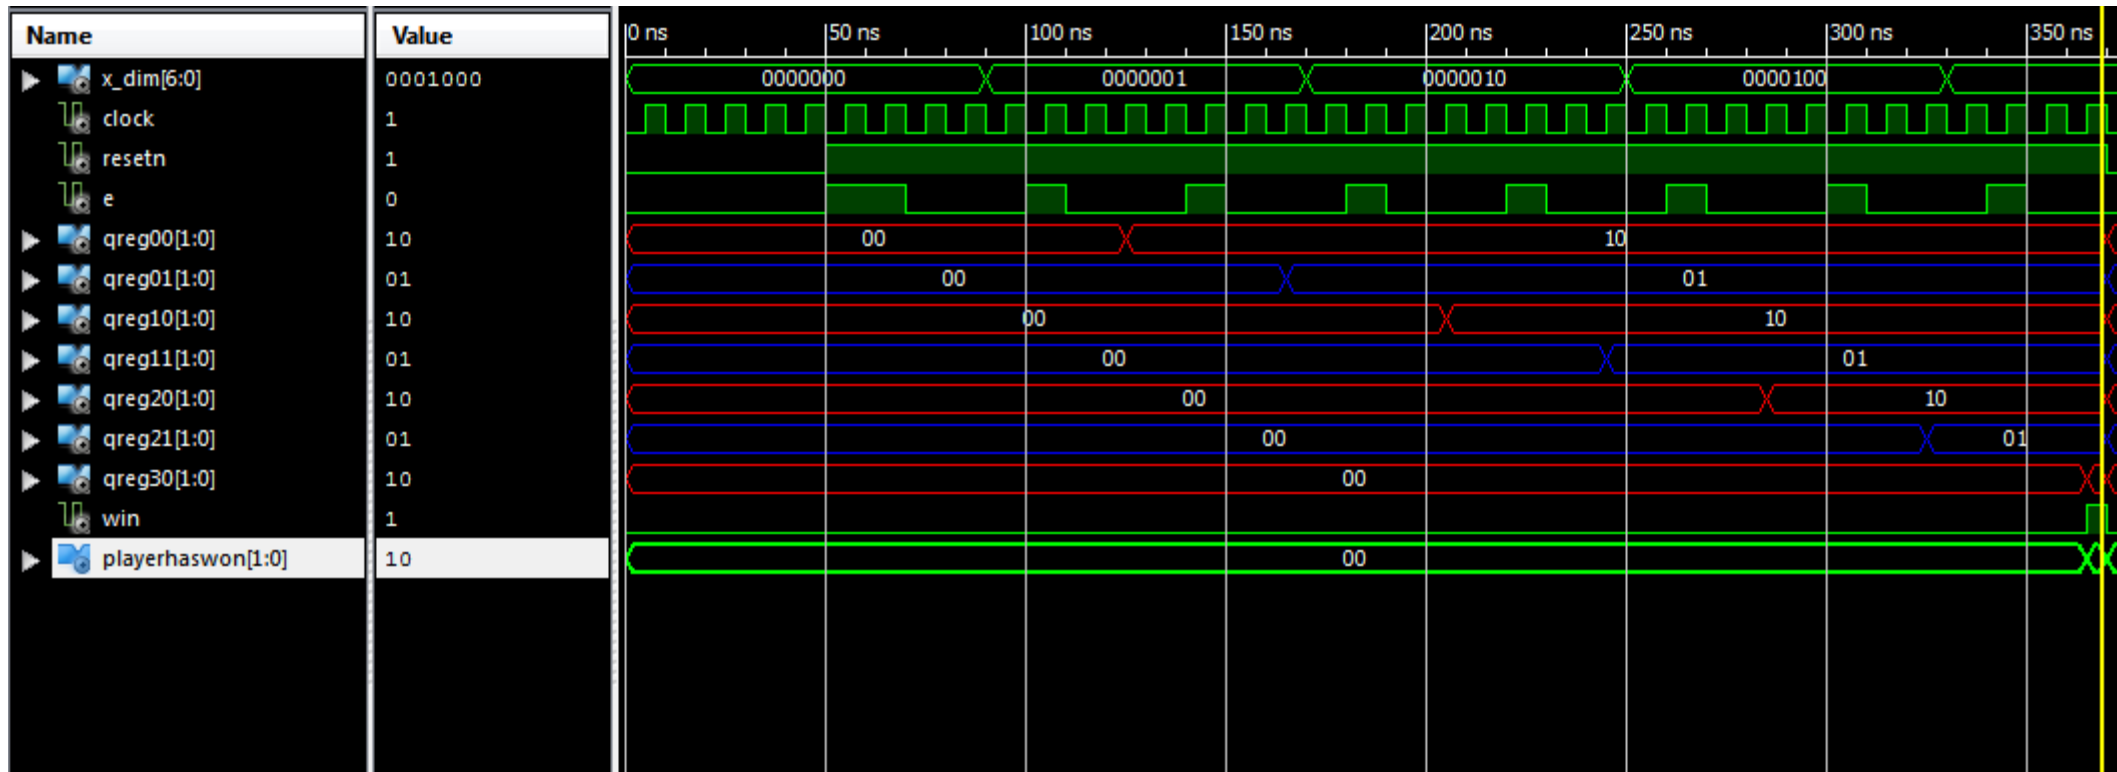 Name Value 0 ns 50 ns 100 ns 150 ns 200 ns 250 ns 300 ns 350 ns
x_dim[6:0] 0001000 0000000 0000001 0000010 0000100
clock 1
resetn 1
e 0
qreg00[1:0] 10 00 10
qreg01[1:0] 01 00 01
qreg10[1:0] 10 00 10
qreg11[1:0] 01 00 01
qreg20[1:0] 10 00 10
qreg21[1:0] 01 00 01
qreg30[1:0] 10 00
win 1
playerhaswon[1:0] 10 00